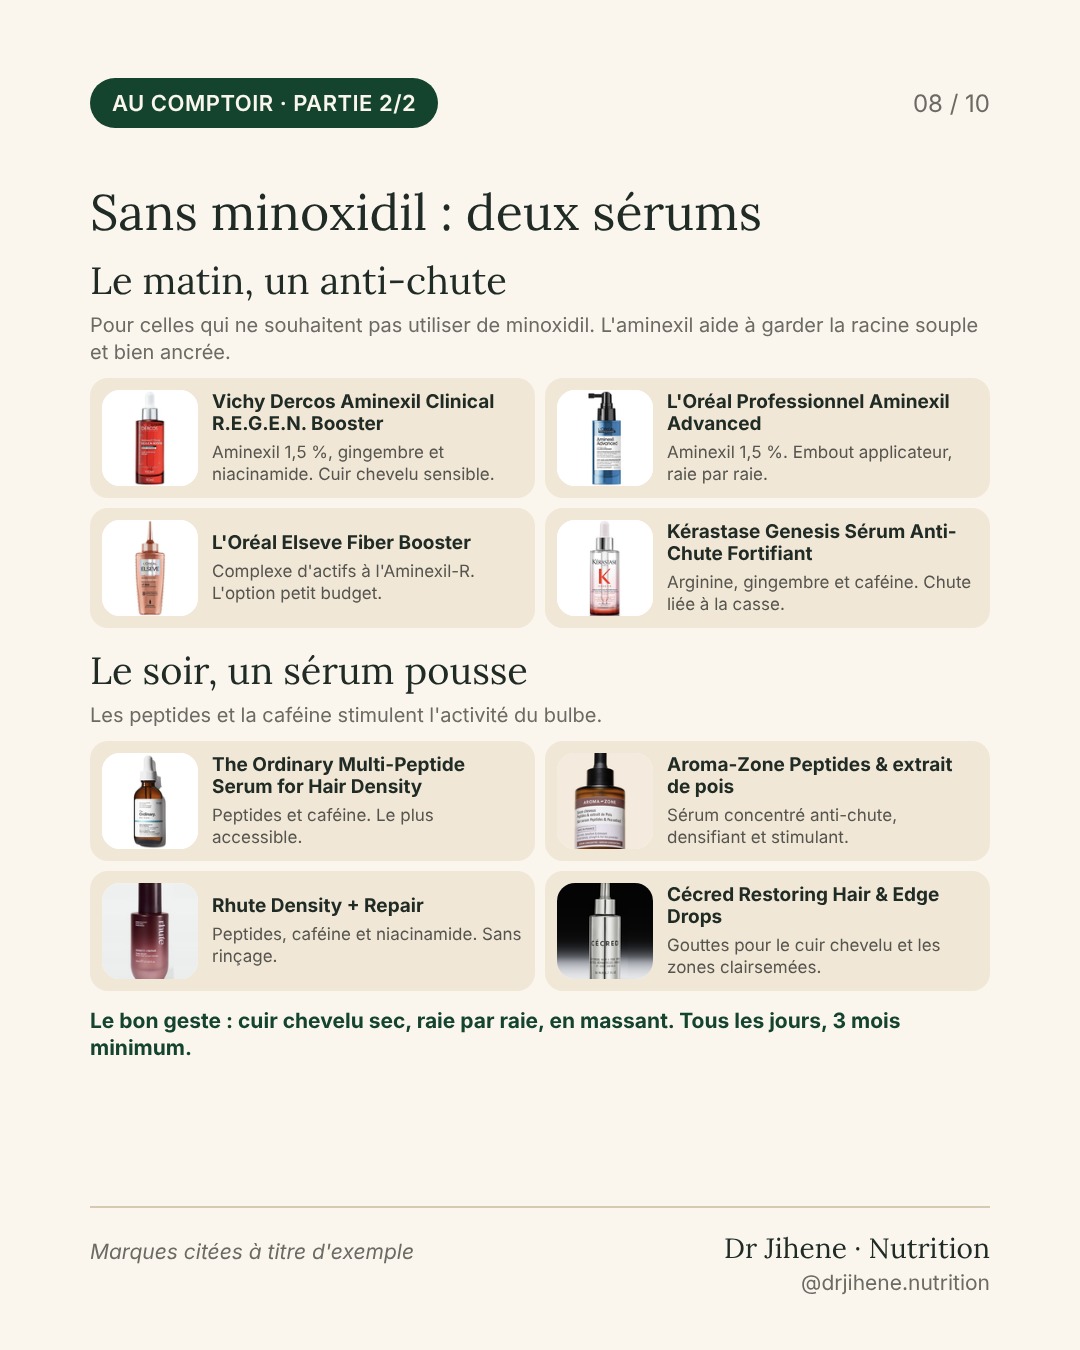 AU COMPTOIR · PARTIE 2/2
08 / 10
Sans minoxidil : deux sérums
Le matin, un anti-chute
Pour celles qui ne souhaitent pas utiliser de minoxidil. L'aminexil aide à garder la racine souple
et bien ancrée.
Vichy Dercos Aminexil Clinical
R.E.G.E.N. Booster
Aminexil 1,5 %, gingembre et
niacinamide. Cuir chevelu sensible.
L'Oréal Professionnel Aminexil
Advanced
Aminexil 1,5 %. Embout applicateur,
raie par raie.
L'Oréal Elseve Fiber Booster
Complexe d'actifs à l'Aminexil-R.
L'option petit budget.
Kérastase Genesis Sérum Anti-
Chute Fortifiant
Arginine, gingembre et caféine. Chute
liée à la casse.
Le soir, un sérum pousse
Les peptides et la caféine stimulent l'activité du bulbe.
The Ordinary Multi-Peptide
Serum for Hair Density
Peptides et caféine. Le plus
accessible.
AROMA-ZONE
Aroma-Zone Peptides & extrait
de pois
Sérum concentré anti-chute,
densifiant et stimulant.
rhute
Rhute Density + Repair
Peptides, caféine et niacinamide. Sans
rinçage.
CÉCRED
Cécred Restoring Hair & Edge
Drops
Gouttes pour le cuir chevelu et les
zones clairsemées.
Le bon geste : cuir chevelu sec, raie par raie, en massant. Tous les jours, 3 mois
minimum.
Marques citées à titre d'exemple
Dr Jihene · Nutrition
@drjihene.nutrition